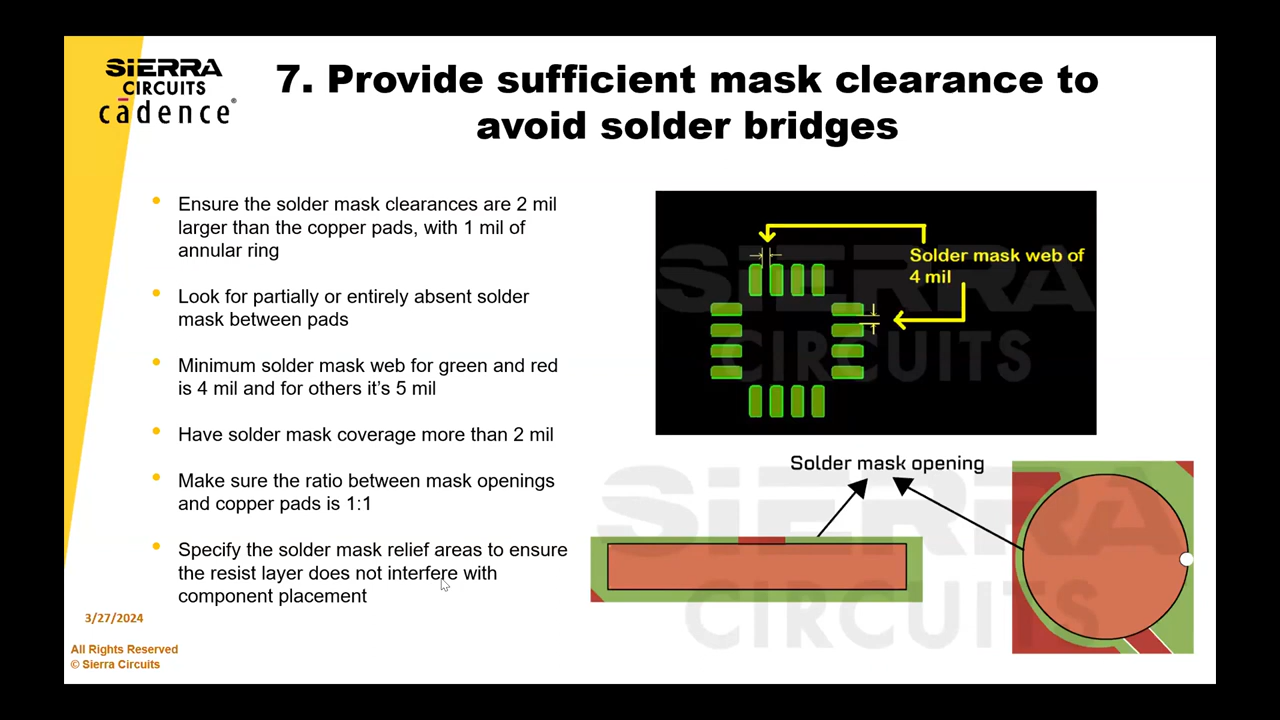 SiERRA
CIRCUITS
cādence®
7. Provide sufficient mask clearance to
avoid solder bridges
• Ensure the solder mask clearances are 2 mil
larger than the copper pads, with 1 mil of
annular ring
• Look for partially or entirely absent solder
mask between pads
• Minimum solder mask web for green and red
is 4 mil and for others it’s 5 mil
• Have solder mask coverage more than 2 mil
• Make sure the ratio between mask openings
and copper pads is 1:1
• Specify the solder mask relief areas to ensure
the resist layer does not interfere with
component placement
SiERRA
CIRCUITS
Solder mask web of
4 mil
Solder mask opening
SiERRA
CIRCUITS
3/27/2024
All Rights Reserved
© Sierra Circuits